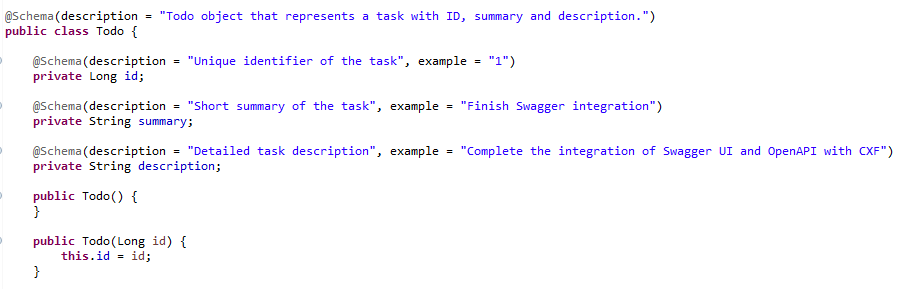 @Schema(description = "Todo object that represents a task with ID, summary and description.")
public class Todo {
@Schema(description = "Unique identifier of the task", example = "1")
private Long id;
@Schema(description = "Short summary of the task", example = "Finish Swagger integration")
private String summary;
@Schema(description = "Detailed task description", example = "Complete the integration of Swagger UI and OpenAPI with CXF")
private String description;
public Todo() {
}
public Todo(Long id) {
this.id = id;
}